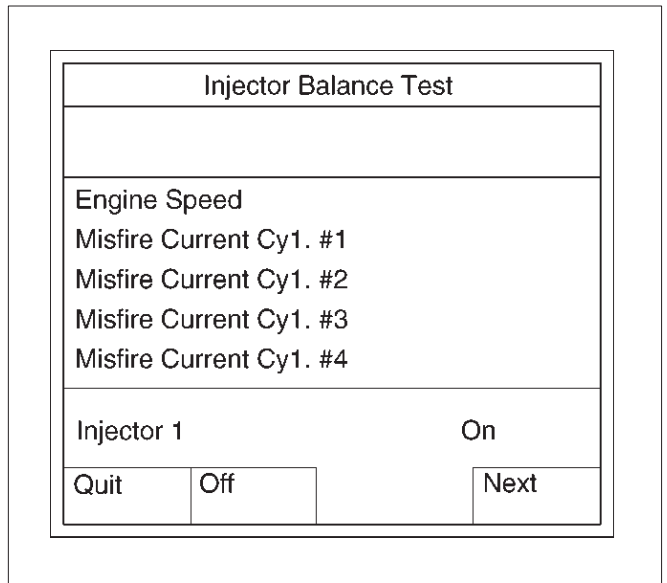 Injector Balance Test
Engine Speed
Misfire Current Cy1. #1
Misfire Current Cy1. #2
Misfire Current Cy1. #3
Misfire Current Cy1. #4
Injector 1 On
Quit Off Next